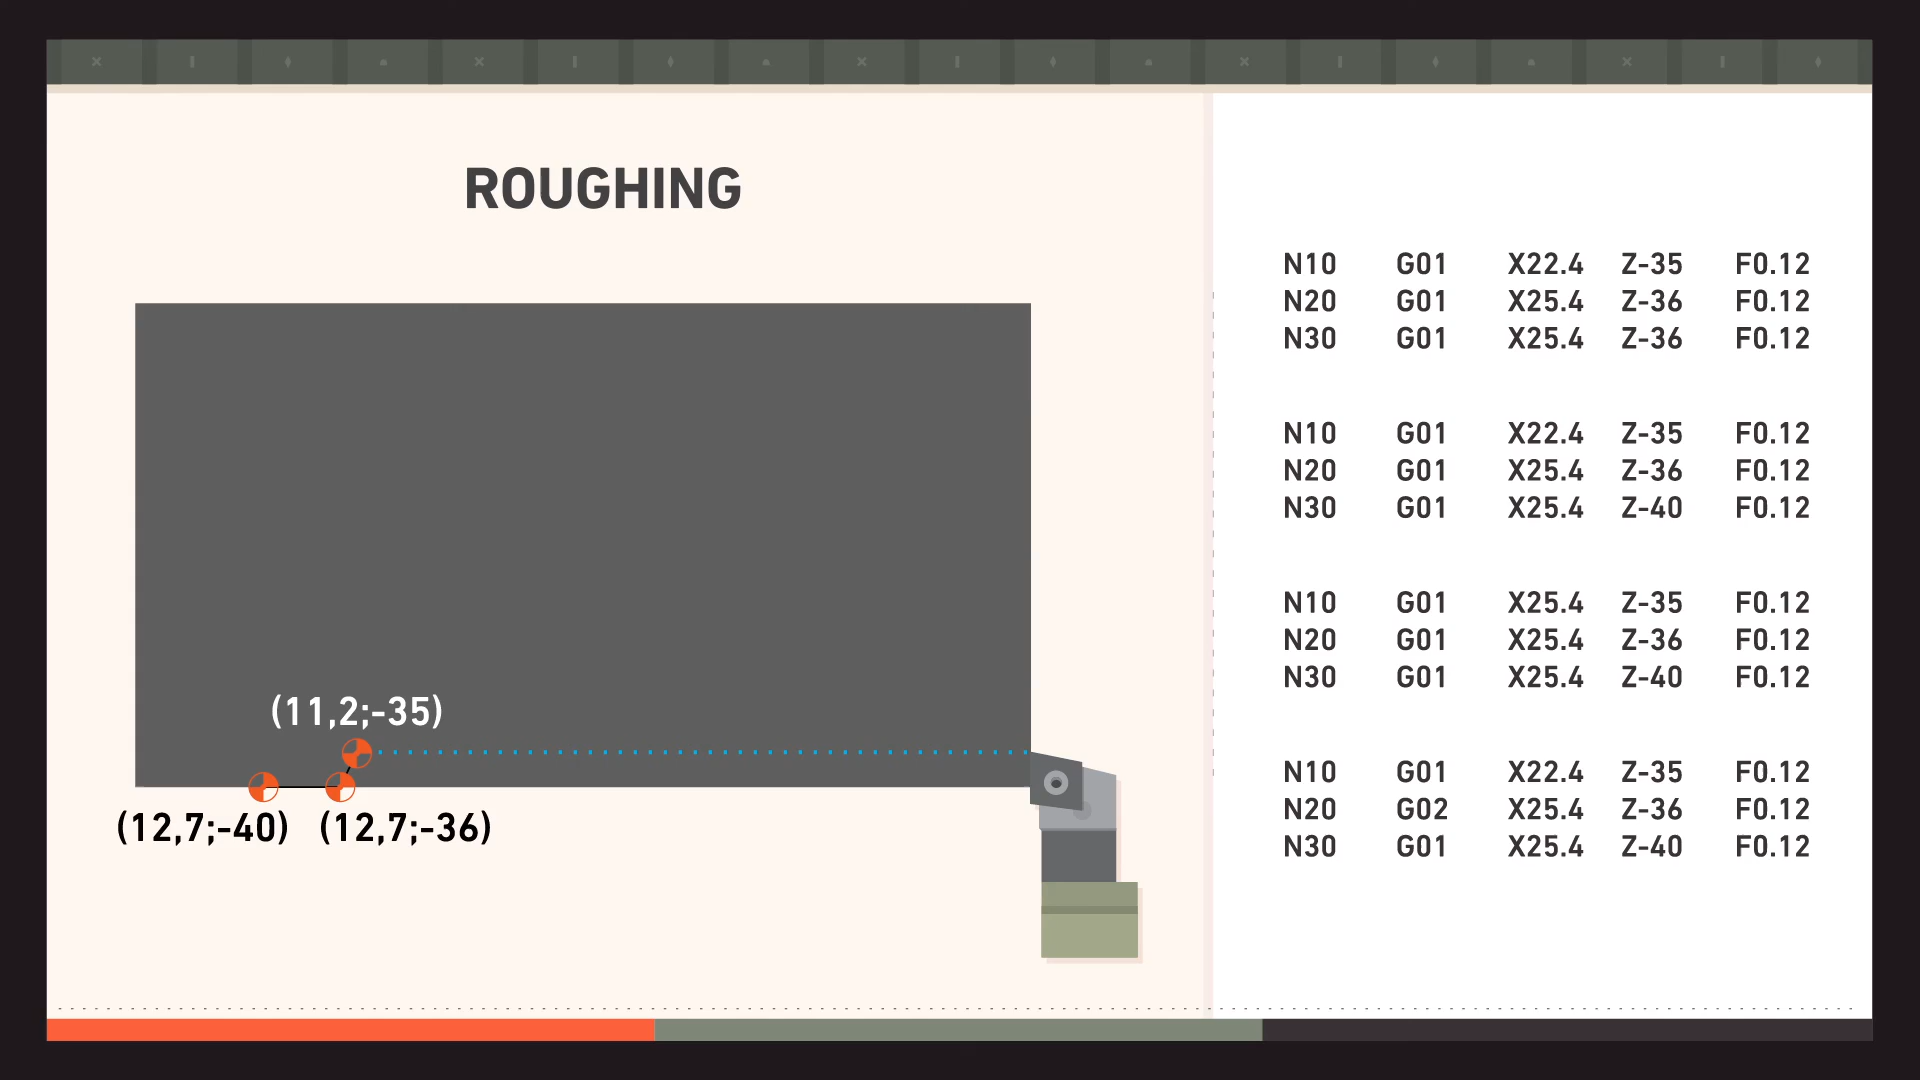 ROUGHING
(11,2;-35)
(12,7;-40) (12,7;-36)
N10 G01 X22.4 Z-35 F0.12
N20 G01 X25.4 Z-36 F0.12
N30 G01 X25.4 Z-36 F0.12
N10 G01 X22.4 Z-35 F0.12
N20 G01 X25.4 Z-36 F0.12
N30 G01 X25.4 Z-40 F0.12
N10 G01 X25.4 Z-35 F0.12
N20 G01 X25.4 Z-36 F0.12
N30 G01 X25.4 Z-40 F0.12
N10 G01 X22.4 Z-35 F0.12
N20 G02 X25.4 Z-36 F0.12
N30 G01 X25.4 Z-40 F0.12